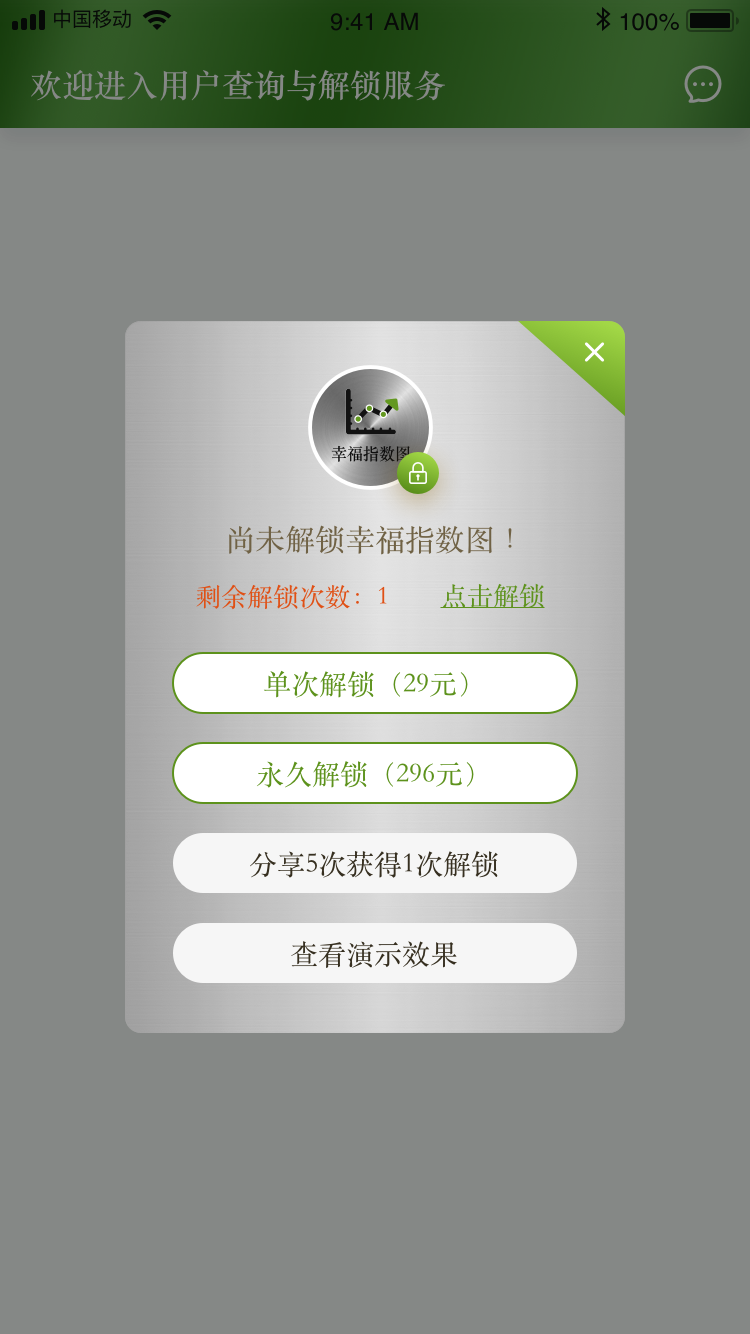 中国移动
9:41 AM
100%
欢迎进入用户查询与解锁服务
幸福指数图
尚未解锁幸福指数图！
剩余解锁次数：1
点击解锁
单次解锁（29元）
永久解锁（296元）
分享5次获得1次解锁
查看演示效果